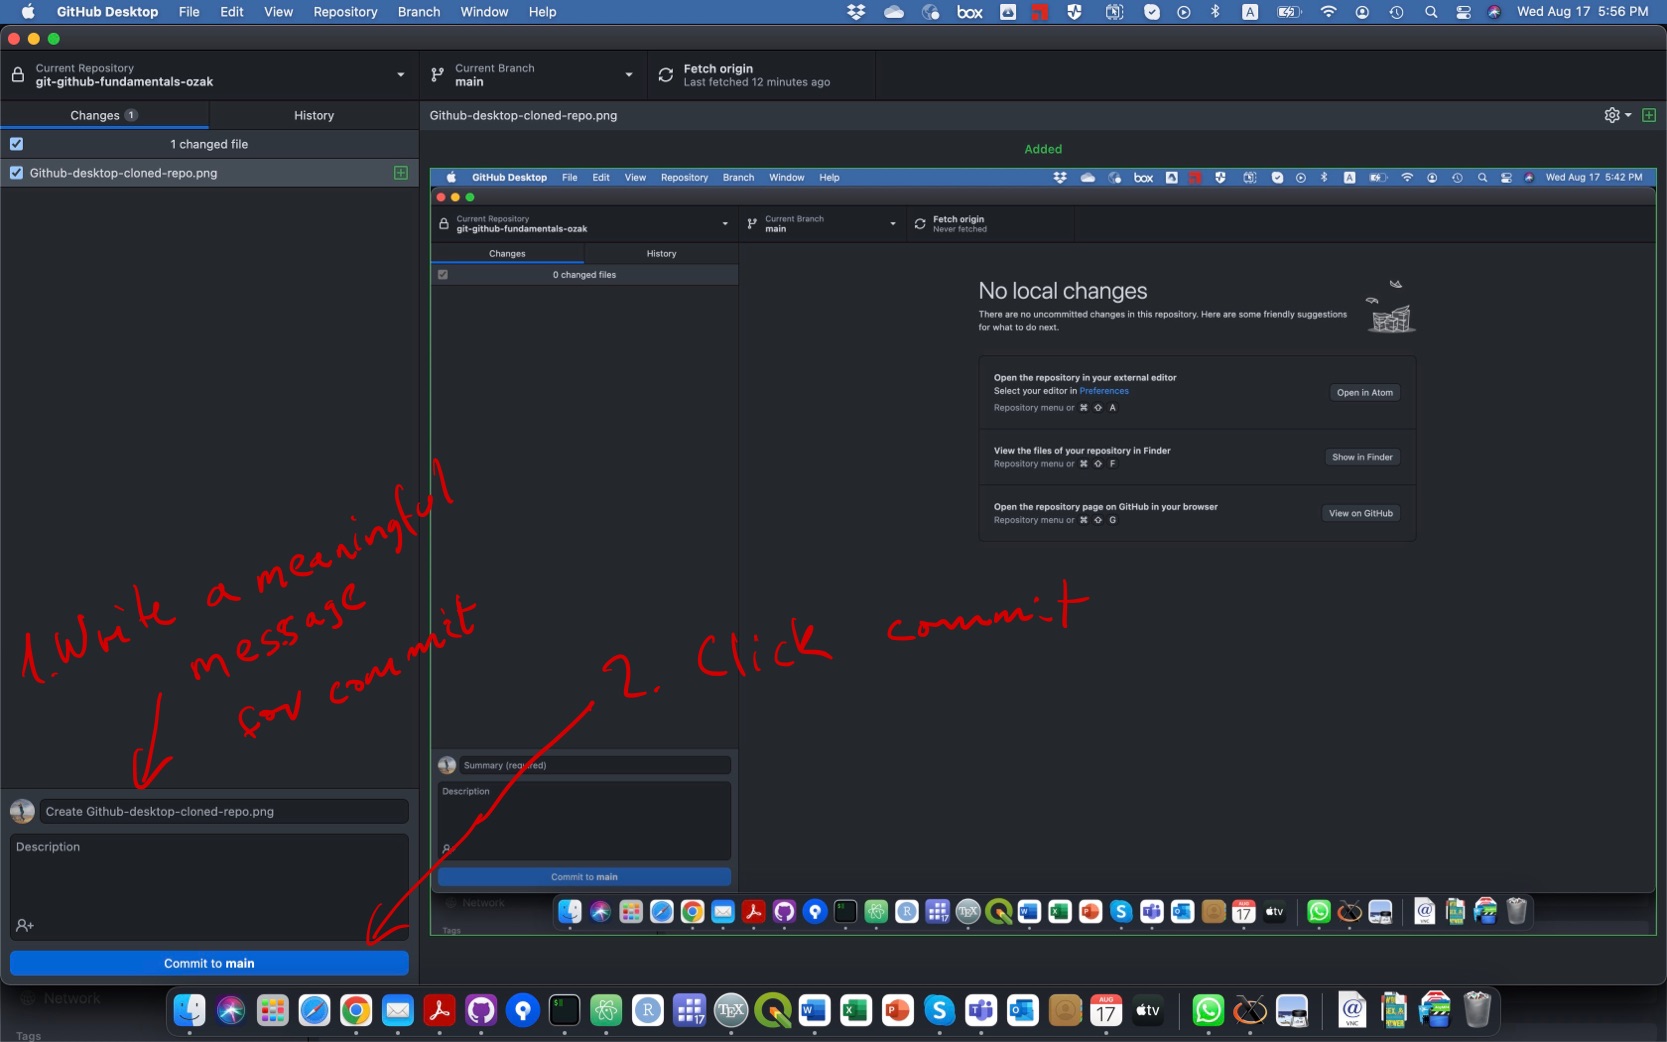 GitHub Desktop File Edit View Repository Branch Window Help box A Wed Aug 17 5:56 PM
Current Repository
git-github-fundamentals-ozak
Current Branch
main
Fetch origin
Last fetched 12 minutes ago
Changes 1 History
Github-desktop-cloned-repo.png
1 changed file
Added
Github-desktop-cloned-repo.png
GitHub Desktop File Edit View Repository Branch Window Help box A Wed Aug 17 5:42 PM
Current Repository
git-github-fundamentals-ozak
Current Branch
main
Fetch origin
Never fetched
Changes History
0 changed files
No local changes
There are no uncommitted changes in this repository. Here are some friendly suggestions
for what to do next.
Open the repository in your external editor
Select your editor in Preferences
Repository menu or ⌘ ⇧ A
Open in Atom
View the files of your repository in Finder
Repository menu or ⌘ ⇧ F
Show in Finder
Open the repository page on GitHub in your browser
Repository menu or ⌘ ⇧ G
View on GitHub
1. Write a meaningful
message
for commit
2. Click commit
Summary (required)
Description
Commit to main
Network
Tags
AUG
17
tv
Create Github-desktop-cloned-repo.png
Description
Commit to main
Network
Tags
AUG
17
tv
VNC